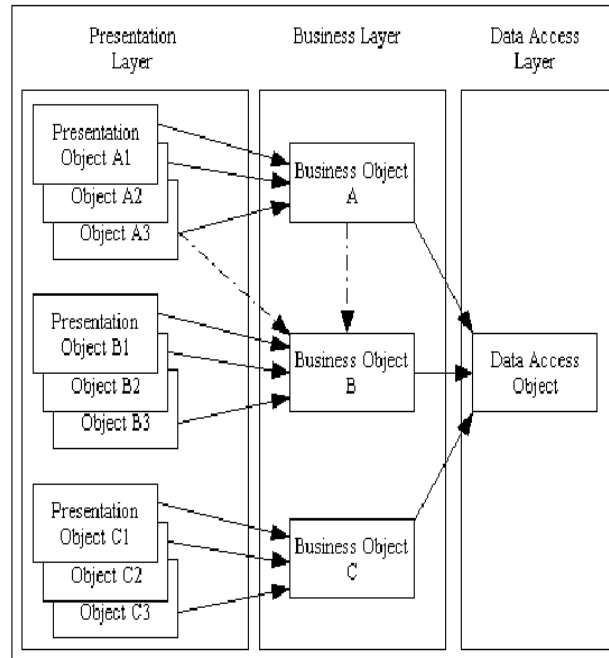 Presentation
Layer
Business Layer
Data Access
Layer
Presentation
Object A1
Object A2
Object A3
Business Object
A
Presentation
Object B1
Object B2
Object B3
Business Object
B
Data Access
Object
Presentation
Object C1
Object C2
Object C3
Business Object
C